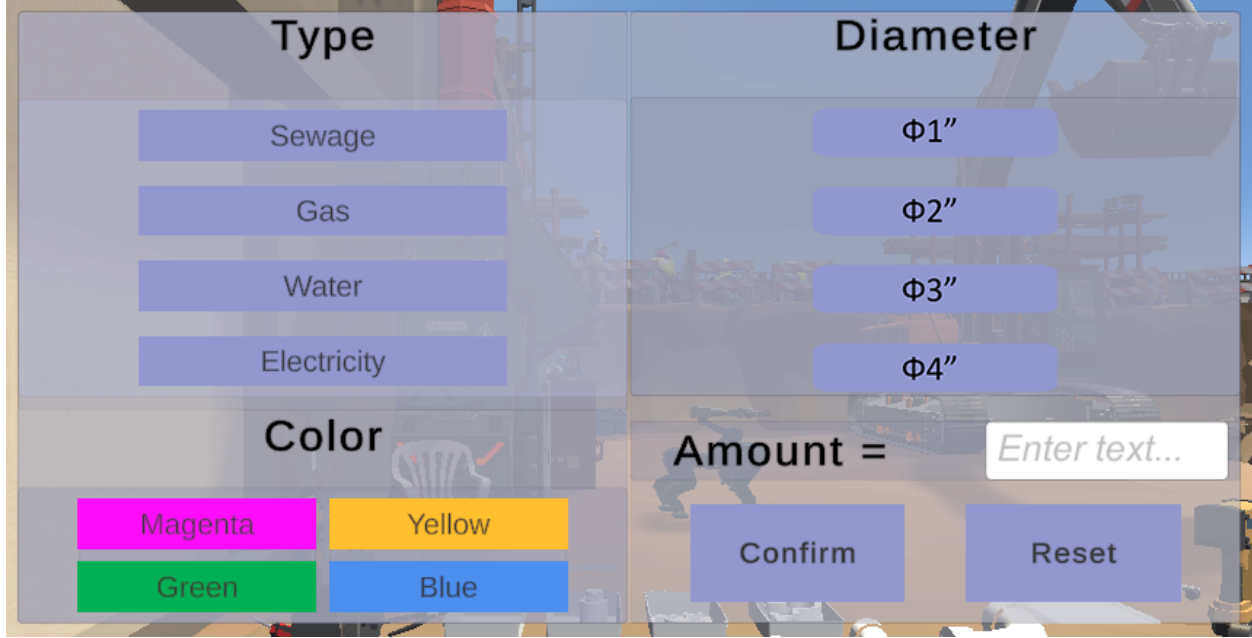 Type
Sewage
Gas
Water
Electricity
Color
Magenta
Yellow
Green
Blue
Diameter
Φ1”
Φ2”
Φ3”
Φ4”
Amount =
Enter text...
Confirm
Reset